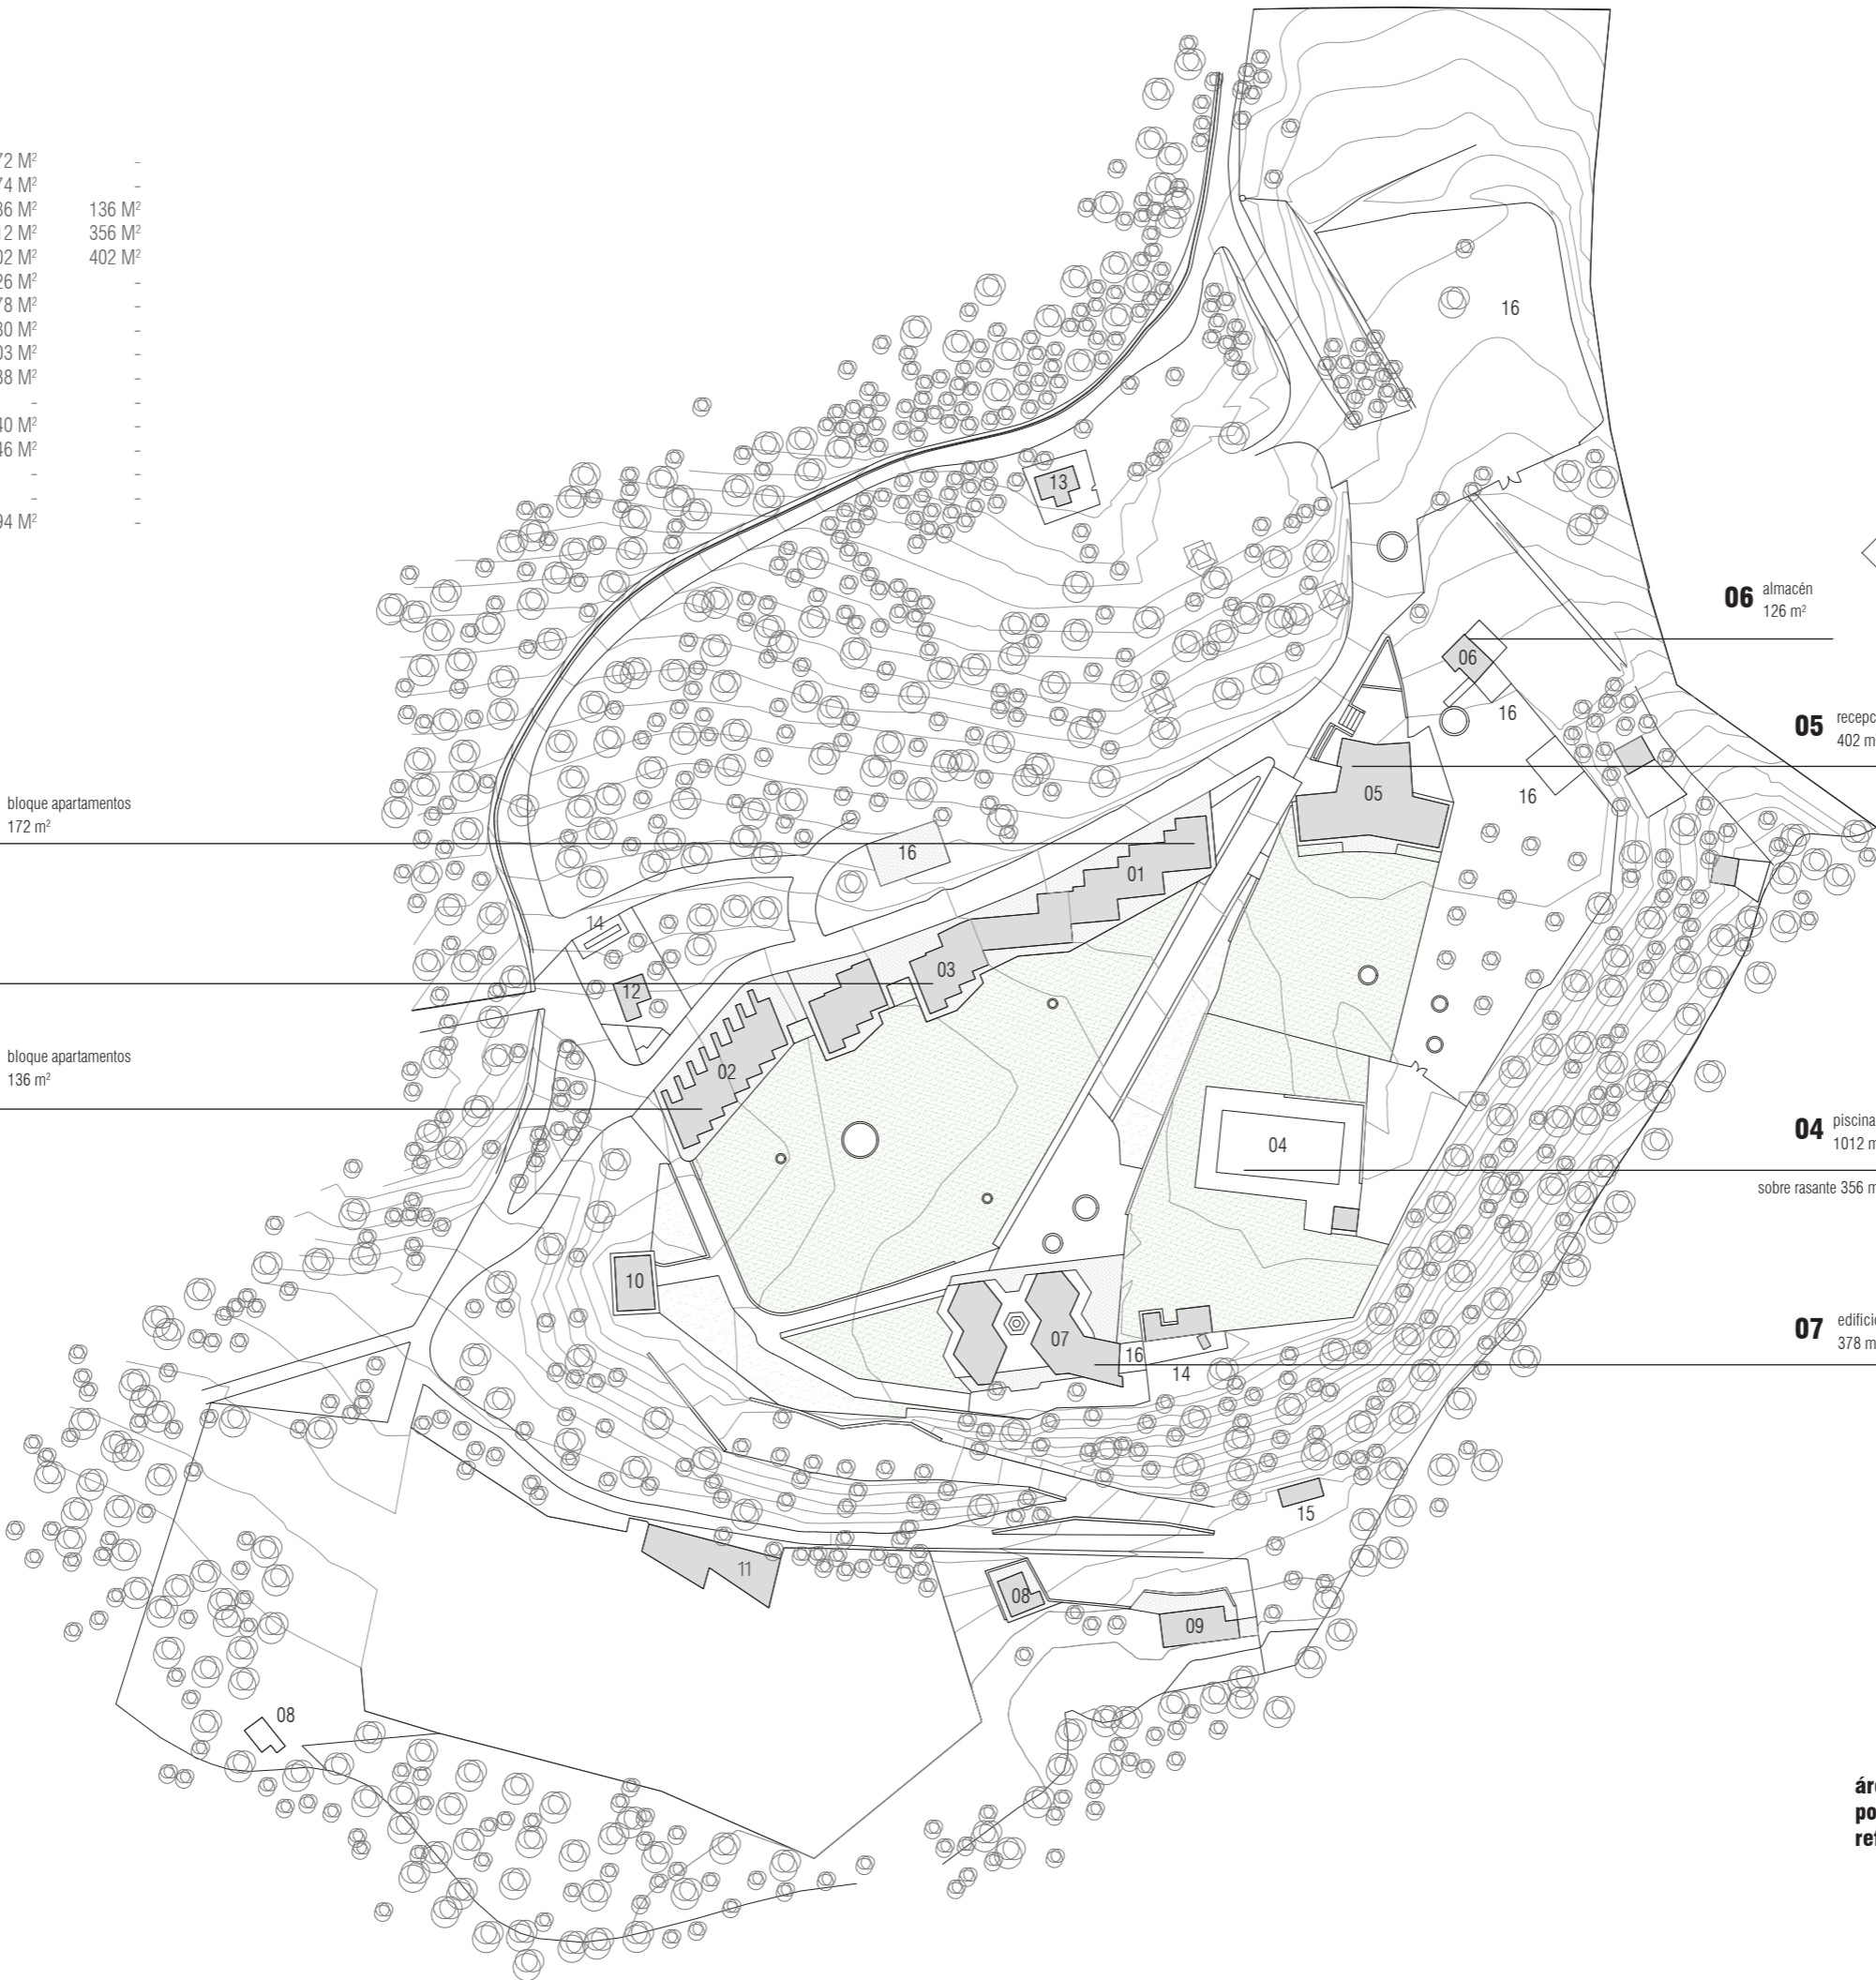 72 M² -
74 M² -
36 M² 136 M²
12 M² 356 M²
02 M² 402 M²
26 M² -
78 M² -
30 M² -
03 M² -
38 M² -
- -
40 M² -
46 M² -
- -
- -
94 M² -
16
13
06 almacén
126 m²
06
16
05 recepc
402 m
05
16
bloque apartamentos
172 m²
16
01
14
03
12
02
bloque apartamentos
136 m²
04
04 piscina
1012 m
sobre rasante 356 m
10
07
16
14
07 edificio
378 m
15
11
08
09
08
áre
po
ref